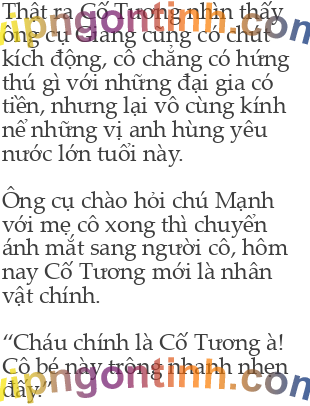 Thật ra Cố Tương nhìn thấy
ông cụ Giang cũng có chút
kích động, cô chẳng có hứng
thú gì với những đại gia có
tiền, nhưng lại vô cùng kính
nể những vị anh hùng yêu
nước lớn tuổi này.
Ông cụ chào hỏi chú Mạnh
với mẹ cô xong thì chuyển
ánh mắt sang người cô, hôm
nay Cố Tương mới là nhân
vật chính.
“Cháu chính là Cố Tương à!
Cô bé này trông nhanh nhẹn
đấy.”